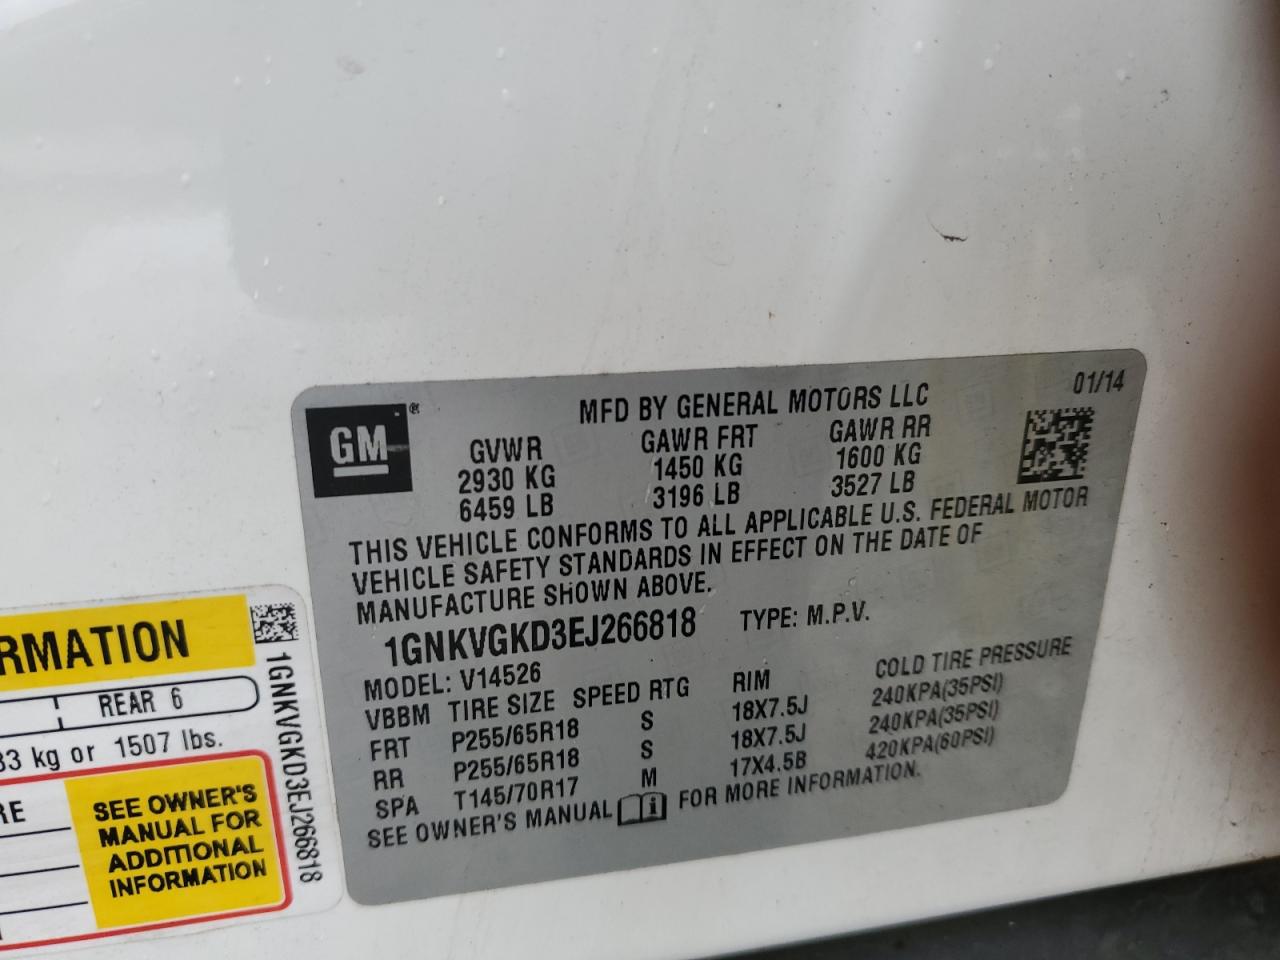 MFD BY GENERAL MOTORS LLC 01/14
GM®
GVWR GAWR FRT GAWR RR
2930 KG 1450 KG 1600 KG
6459 LB 3196 LB 3527 LB
THIS VEHICLE CONFORMS TO ALL APPLICABLE U.S. FEDERAL MOTOR
VEHICLE SAFETY STANDARDS IN EFFECT ON THE DATE OF
MANUFACTURE SHOWN ABOVE.
1GNKVGKD3EJ266818 TYPE: M.P.V.
MODEL: V14526
VBBM TIRE SIZE SPEED RTG RIM COLD TIRE PRESSURE
FRT P255/65R18 S 18X7.5J 240KPA(35PSI)
RR P255/65R18 S 18X7.5J 240KPA(35PSI)
SPA T145/70R17 M 17X4.5B 420KPA(60PSI)
SEE OWNER'S MANUAL i FOR MORE INFORMATION.
RMATION
REAR 6
kg or 1507 lbs.
RE
SEE OWNER'S
MANUAL FOR
ADDITIONAL
INFORMATION
1GNKVGKD3EJ266818